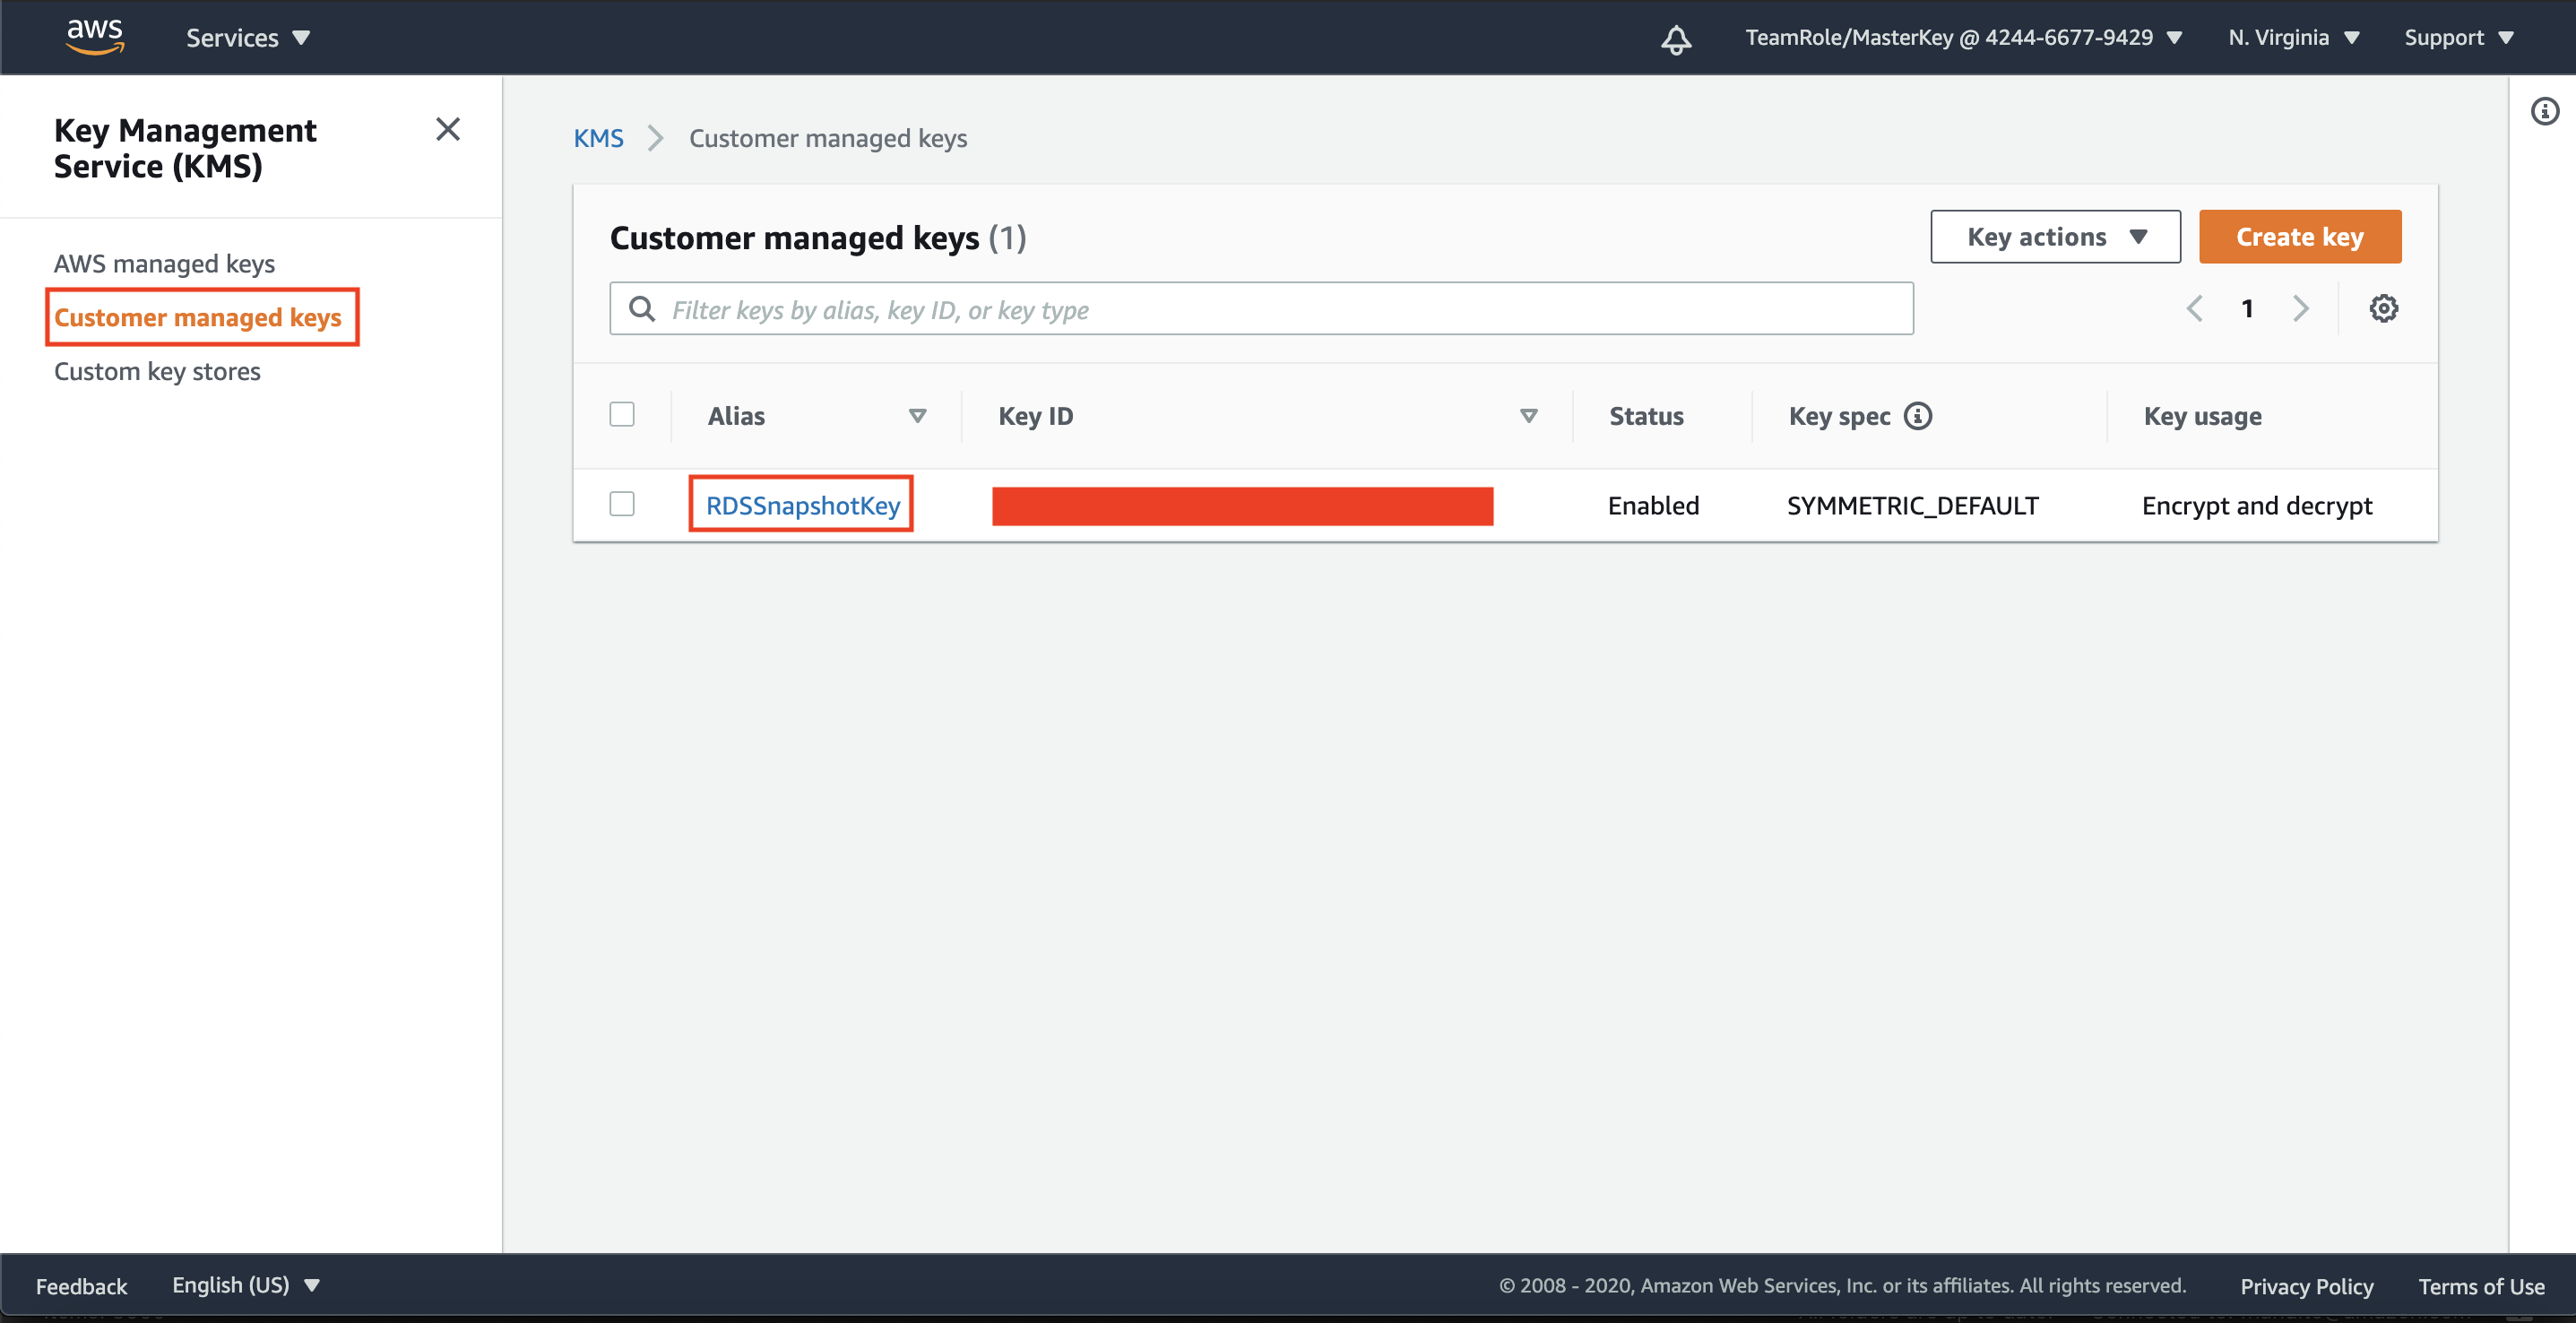 aws
Services
TeamRole/MasterKey @ 4244-6677-9429
N. Virginia
Support
Key Management
Service (KMS)
AWS managed keys
Customer managed keys
Custom key stores
KMS
Customer managed keys
Customer managed keys (1)
Key actions
Create key
Filter keys by alias, key ID, or key type
1
Alias
Key ID
Status
Key spec
Key usage
RDSSnapshotKey
Enabled
SYMMETRIC_DEFAULT
Encrypt and decrypt
Feedback
English (US)
© 2008 - 2020, Amazon Web Services, Inc. or its affiliates. All rights reserved.
Privacy Policy
Terms of Use